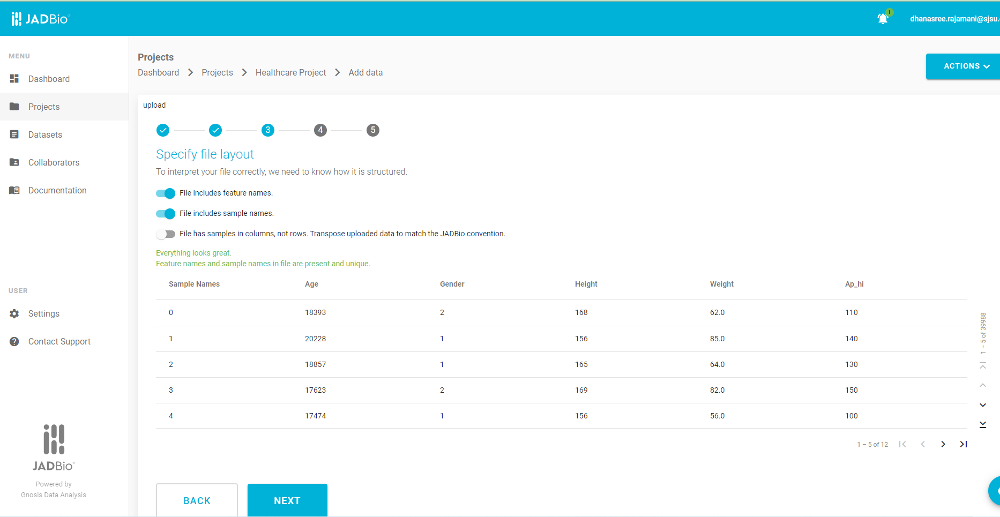 JADBio
1
dhanasree.rajamani@sjsu.
MENU
Dashboard
Projects
Datasets
Collaborators
Documentation
USER
Settings
Contact Support
JADBio
Powered by
Gnosis Data Analysis
Projects
Dashboard Projects Healthcare Project Add data
ACTIONS
upload
3 4 5
Specify file layout
To interpret your file correctly, we need to know how it is structured.
File includes feature names.
File includes sample names.
File has samples in columns, not rows. Transpose uploaded data to match the JADBio convention.
Everything looks great.
Feature names and sample names in file are present and unique.
Sample Names Age Gender Height Weight Ap_hi
0 18393 2 168 62.0 110
1 20228 1 156 85.0 140
2 18857 1 165 64.0 130
3 17623 2 169 82.0 150
4 17474 1 156 56.0 100
1 – 5 of 39988
1 – 5 of 12
BACK NEXT